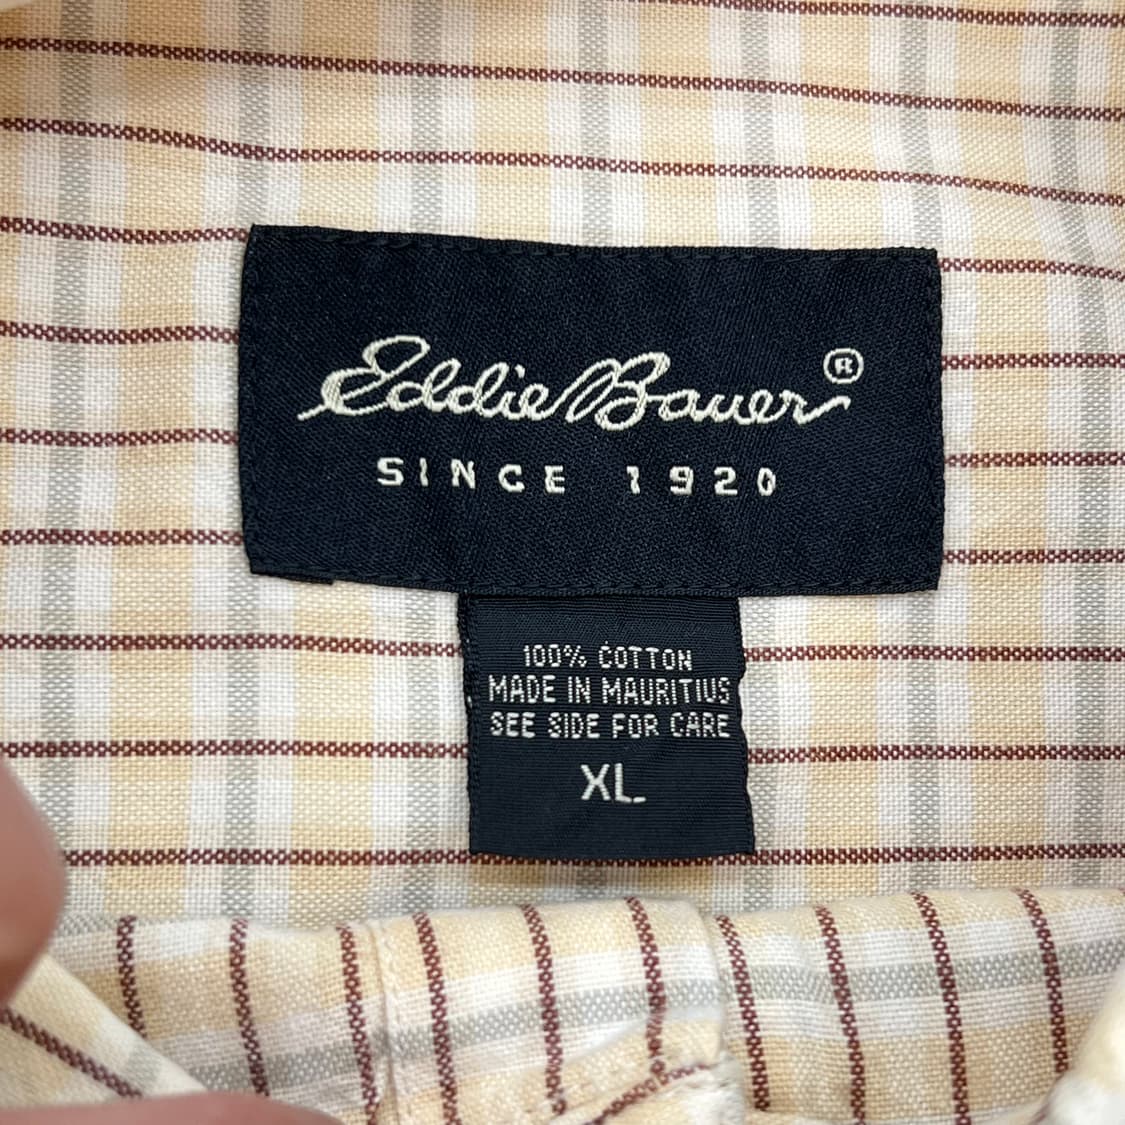 Eddie Bauer®
SINCE 1920
100% COTTON
MADE IN MAURITIUS
SEE SIDE FOR CARE
XL